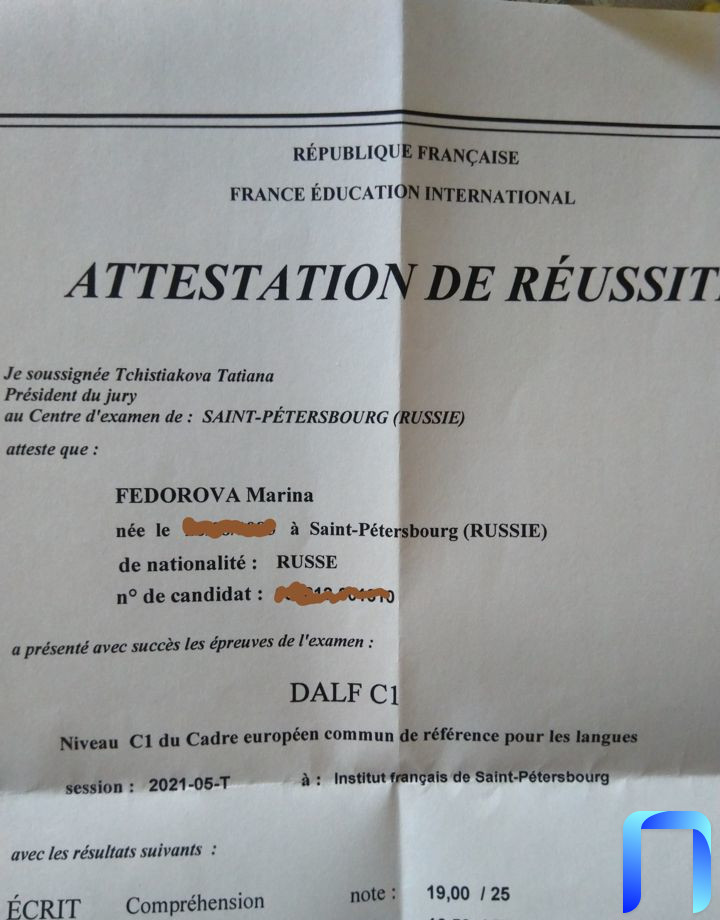 RÉPUBLIQUE FRANÇAISE
FRANCE ÉDUCATION INTERNATIONAL
ATTESTATION DE RÉUSSIT
Je soussignée Tchistiakova Tatiana
Président du jury
au Centre d'examen de : SAINT-PÉTERSBOURG (RUSSIE)
atteste que :
FEDOROVA Marina
née le à Saint-Pétersbourg (RUSSIE)
de nationalité : RUSSE
n° de candidat :
a présenté avec succès les épreuves de l'examen :
DALF C1
Niveau C1 du Cadre européen commun de référence pour les langues
session : 2021-05-T à : Institut français de Saint-Pétersbourg
avec les résultats suivants :
ÉCRIT Compréhension note : 19,00 / 25